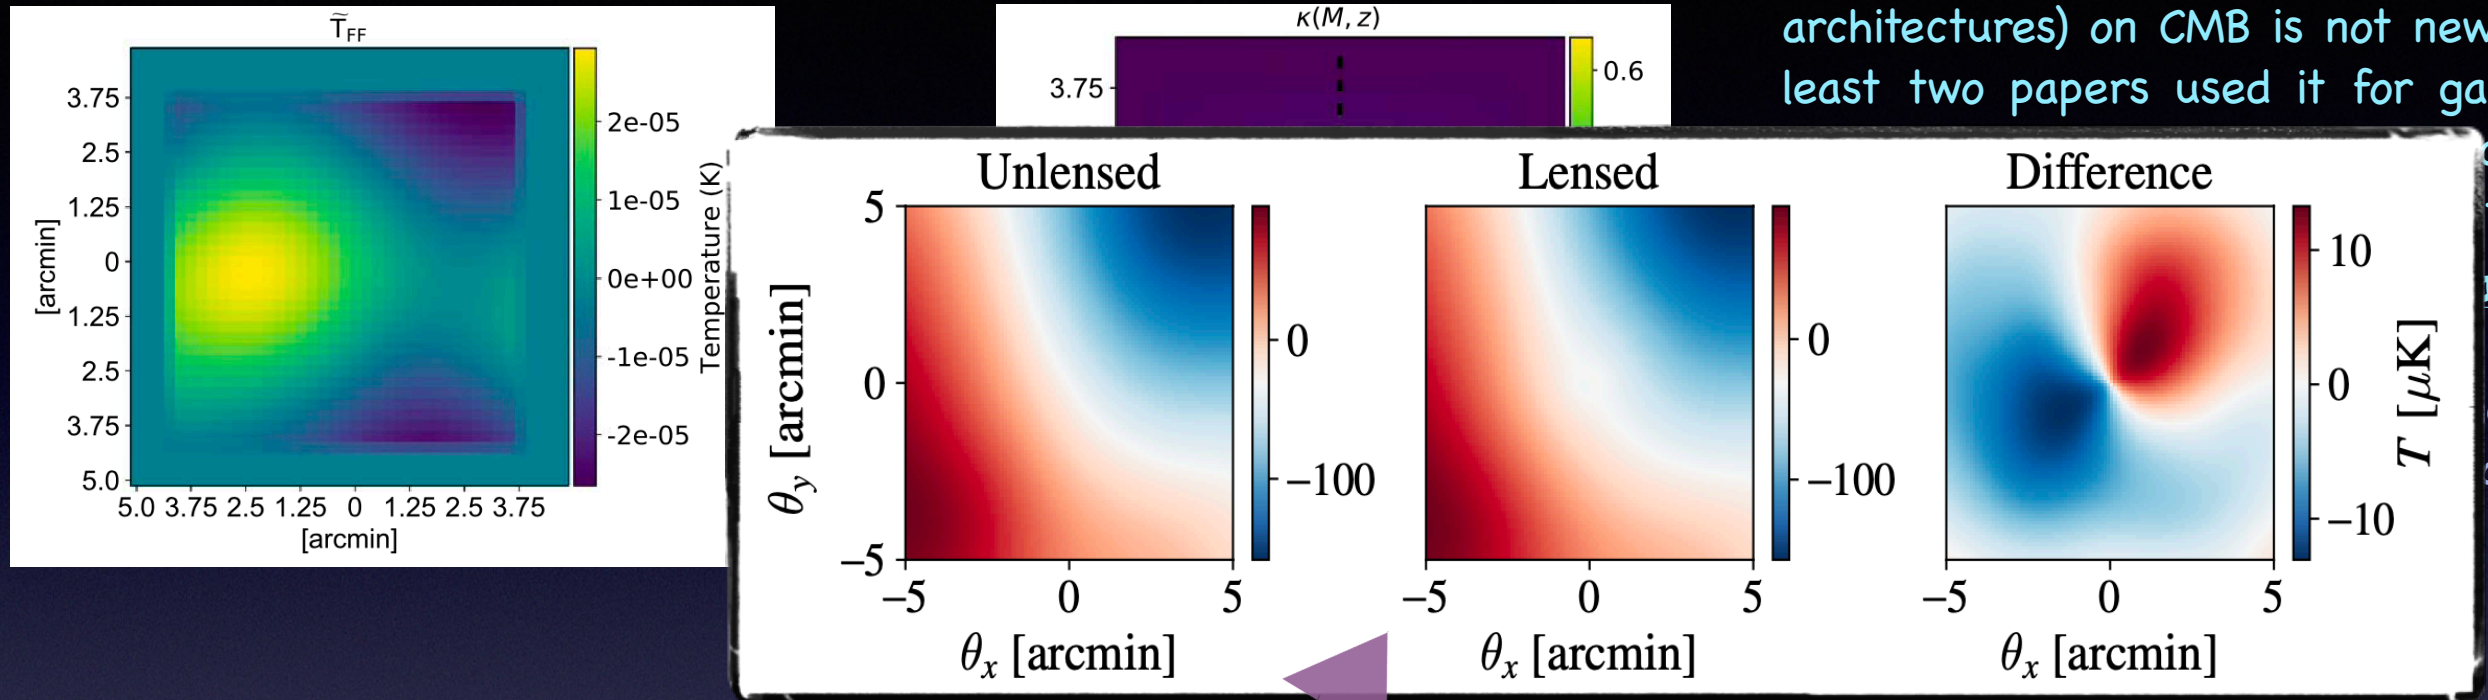 T̃FF
3.75
2.5
1.25
0
1.25
2.5
3.75
5.0
[arcmin]
5.0 3.75 2.5 1.25 0 1.25 2.5 3.75
[arcmin]
2e-05
1e-05
0e+00
-1e-05
-2e-05
Temperature (K)
κ(M, z)
3.75
0.6
architectures) on CMB is not new
least two papers used it for ga
Unlensed
5
0
−5
θy [arcmin]
−5 0 5
θx [arcmin]
0
−100
Lensed
−5 0 5
θx [arcmin]
0
−100
Difference
−5 0 5
θx [arcmin]
10
0
−10
T [μK]